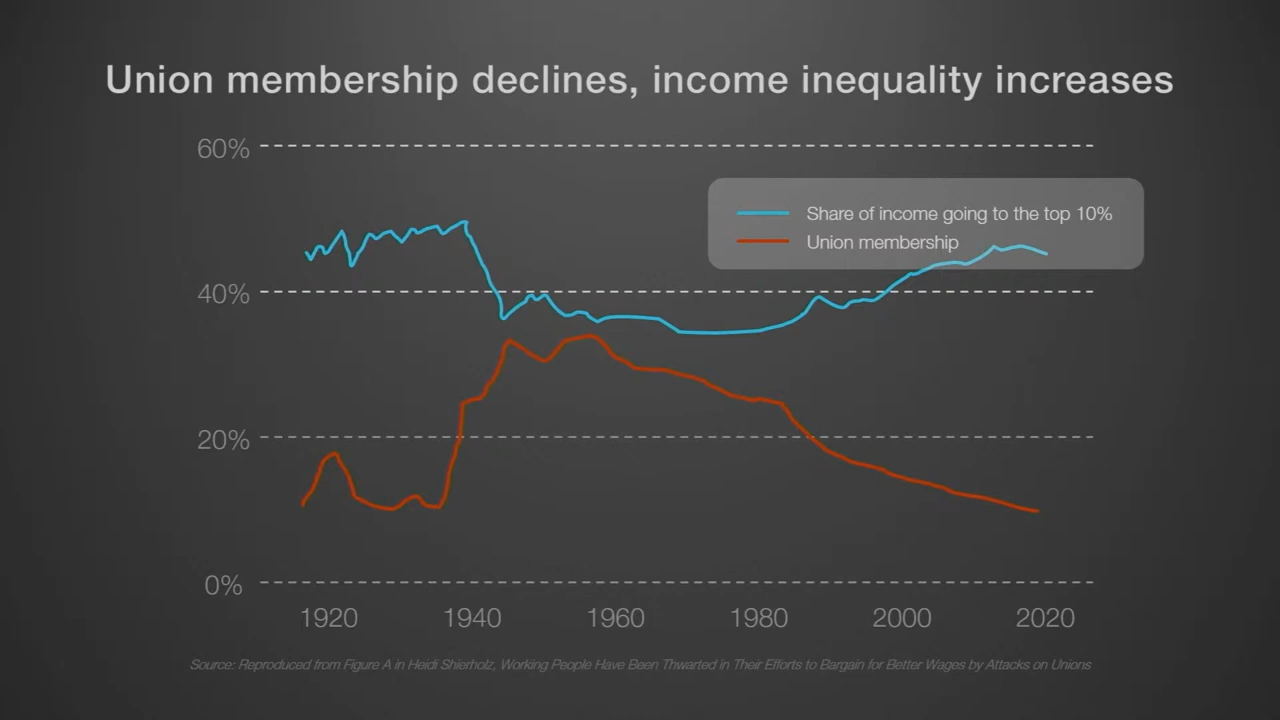 Union membership declines, income inequality increases
60%
Share of income going to the top 10%
Union membership
40%
20%
0%
1920 1940 1960 1980 2000 2020
Source: Reproduced from Figure A in Heidi Shierholz, Working People Have Been Thwarted in Their Efforts to Bargain for Better Wages by Attacks on Unions